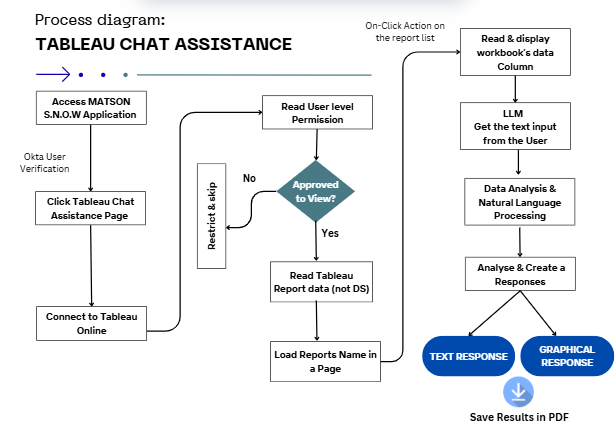 Process diagram:
TABLEAU CHAT ASSISTANCE
Access MATSON
S.N.O.W Application
Okta User
Verification
Click Tableau Chat
Assistance Page
Connect to Tableau
Online
Read User level
Permission
Approved
to View?
No
Restrict & skip
Yes
Read Tableau
Report data (not DS)
Load Reports Name in
a Page
On-Click Action on
the report list
Read & display
workbook's data
Column
LLM
Get the text input
from the User
Data Analysis &
Natural Language
Processing
Analyse & Create a
Responses
TEXT RESPONSE
GRAPHICAL
RESPONSE
Save Results in PDF